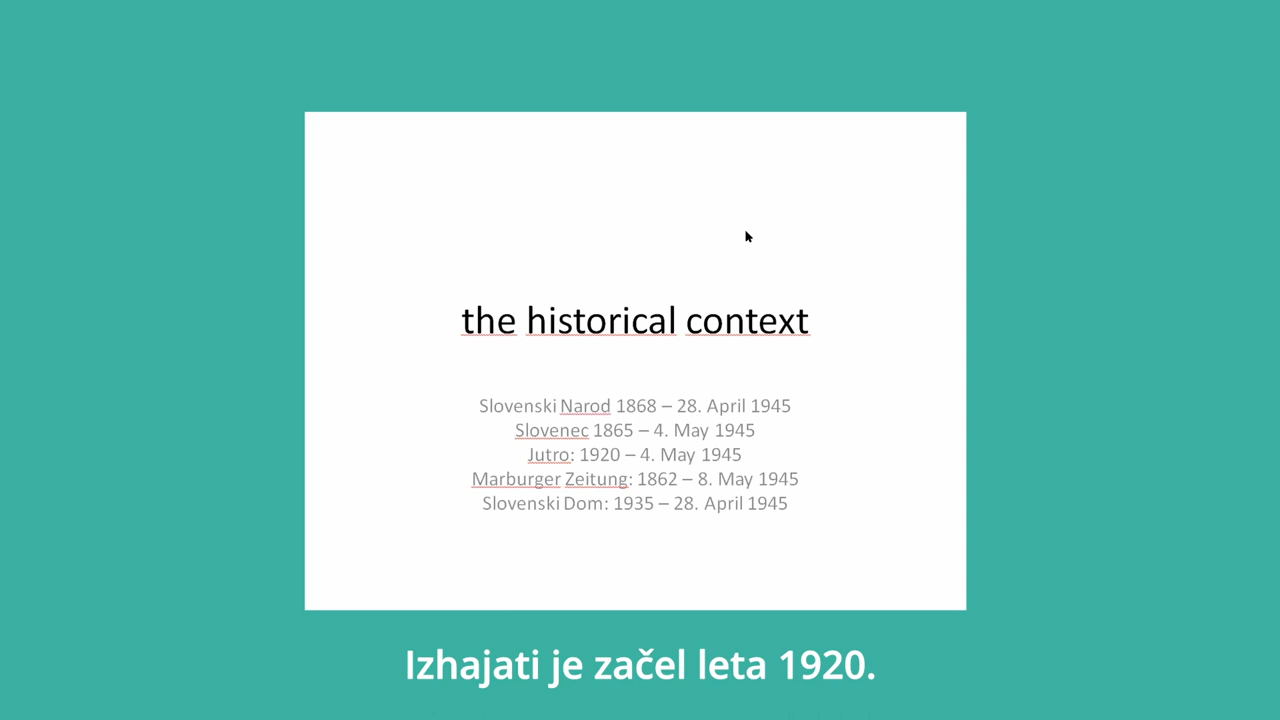 the historical context
Slovenski Narod 1868 – 28. April 1945
Slovenec 1865 – 4. May 1945
Jutro: 1920 – 4. May 1945
Marburger Zeitung: 1862 – 8. May 1945
Slovenski Dom: 1935 – 28. April 1945
Izhajati je začel leta 1920.